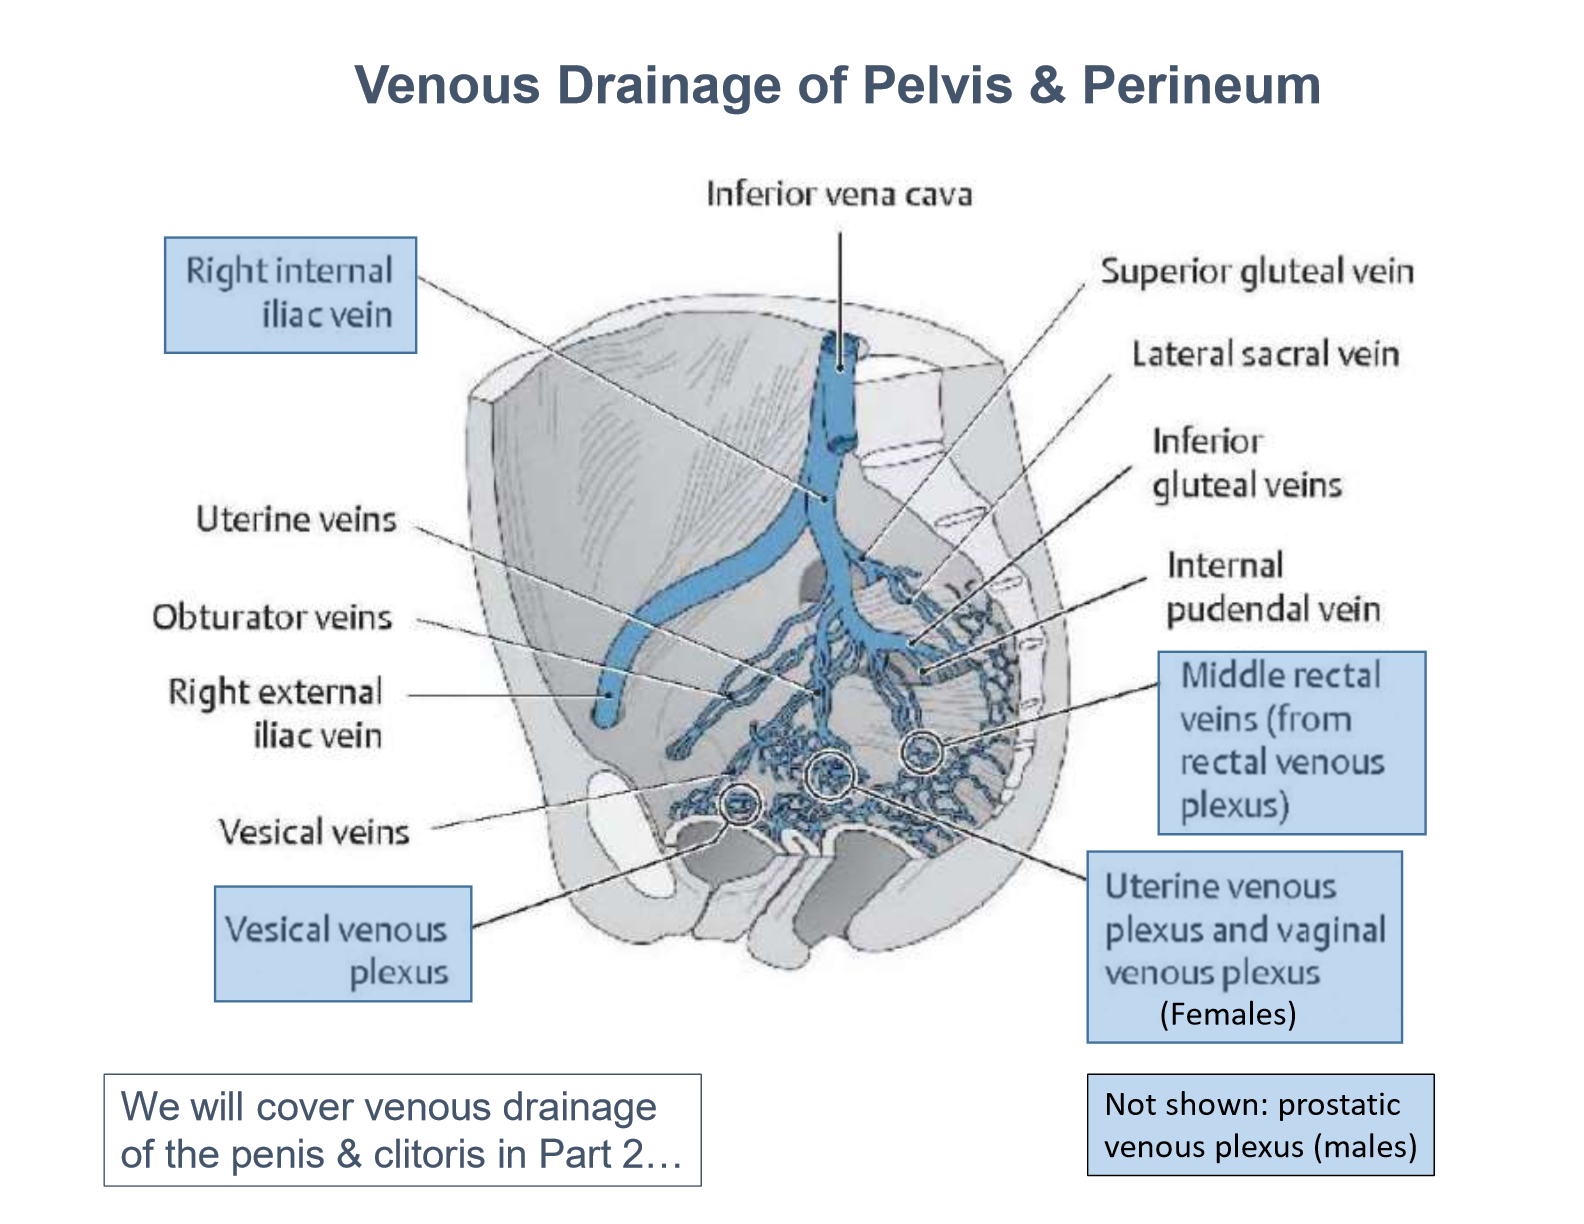 Venous Drainage of Pelvis & Perineum
Inferior vena cava
Right internal
iliac vein
Superior gluteal vein
Lateral sacral vein
Inferior
gluteal veins
Uterine veins
Internal
pudendal vein
Obturator veins
Middle rectal
veins (from
rectal venous
plexus)
Right external
iliac vein
Vesical veins
Uterine venous
plexus and vaginal
venous plexus
(Females)
Vesical venous
plexus
We will cover venous drainage
of the penis & clitoris in Part 2…
Not shown: prostatic
venous plexus (males)